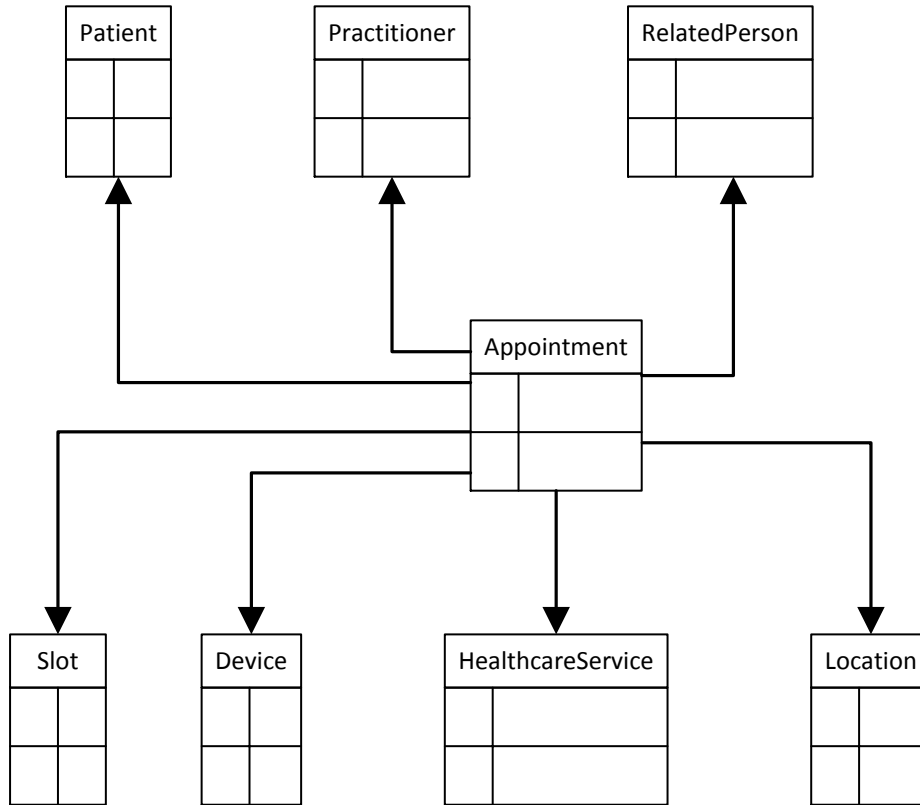 Patient
Practitioner
RelatedPerson
Appointment
Slot
Device
HealthcareService
Location